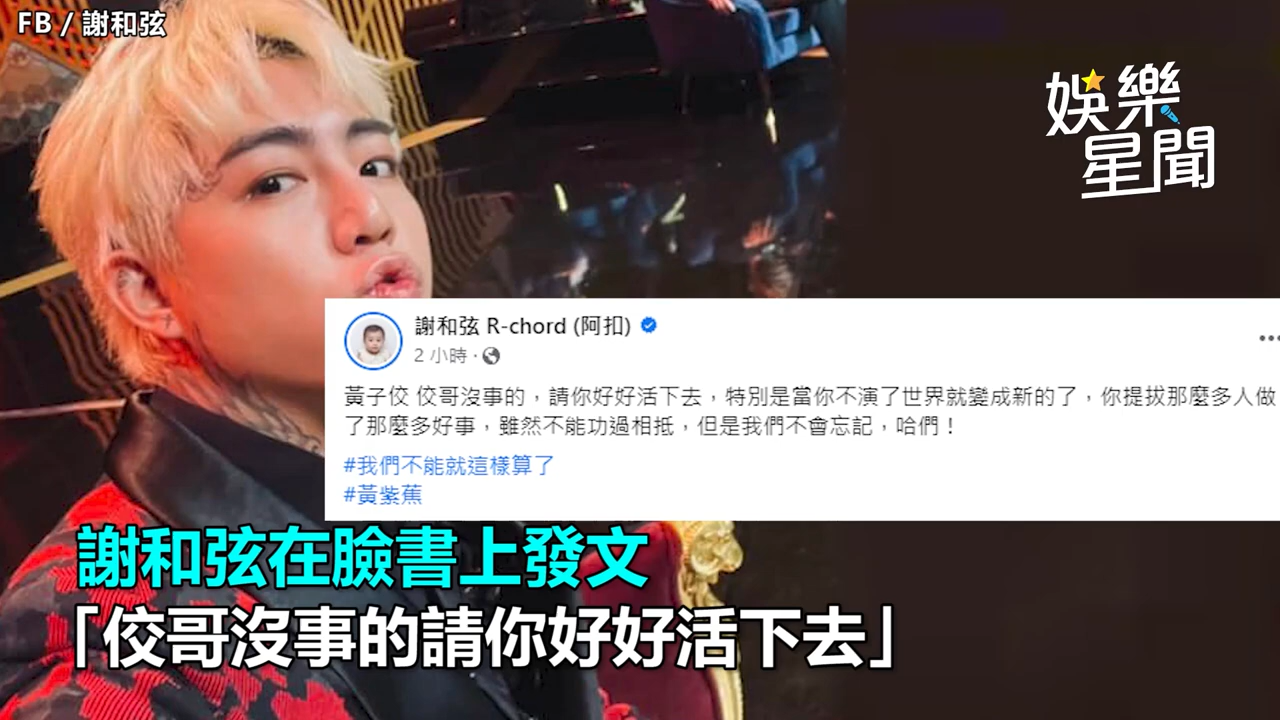 FB / 謝和弦
娛樂
星聞
謝和弦 R-chord (阿扣)
2 小時 ·
黃子佼 佼哥沒事的，請你好好活下去，特別是當你不演了世界就變成新的了，你提拔那麼多人做
了那麼多好事，雖然不能功過相抵，但是我們不會忘記，哈們！
#我們不能就這樣算了
#黃紫蕉
謝和弦在臉書上發文
「佼哥沒事的請你好好活下去」